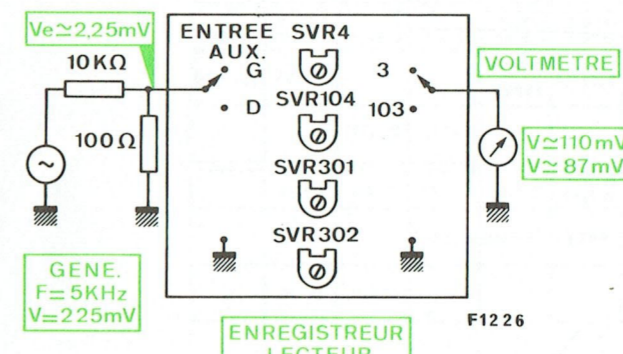 Ve≃2,25mV
ENTREE
AUX.
SVR4
10KΩ
G
3
VOLTMETRE
D
SVR104
103
100Ω
~
V≃110mV
V≃87mV
SVR301
SVR302
GENE.
F=5KHz
V=225mV
F1226
ENREGISTREUR
LECTEUR